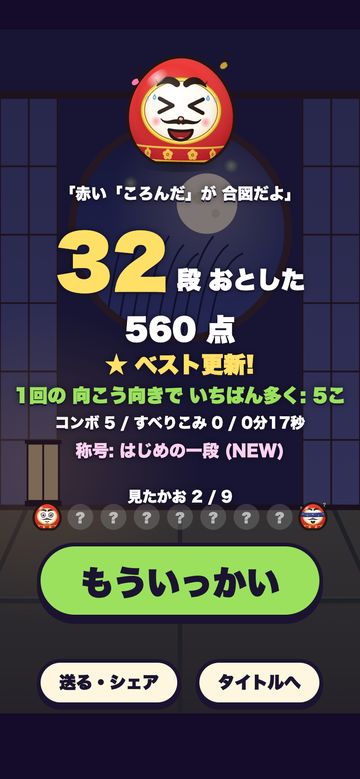 「赤い「ころんだ」が 合図だよ」
32 段 おとした
560 点
★ ベスト更新!
1回の 向こう向きで いちばん多く: 5こ
コンボ 5 / すべりこみ 0 / 0分17秒
称号: はじめの一段 (NEW)
見たかお 2 / 9
? ? ? ? ? ? ?
もういっかい
送る・シェア
タイトルへ